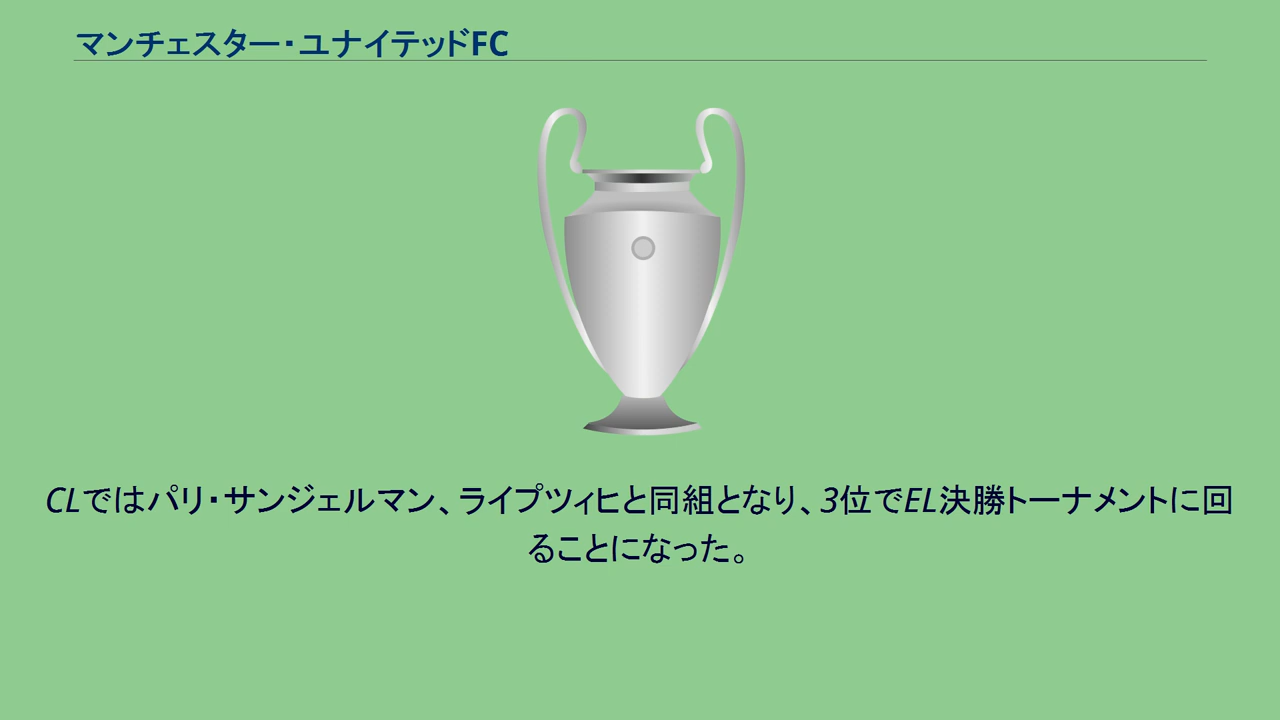 マンチェスター・ユナイテッドFC
CLではパリ・サンジェルマン、ライプツィヒと同組となり、3位でEL決勝トーナメントに回
ることになった。